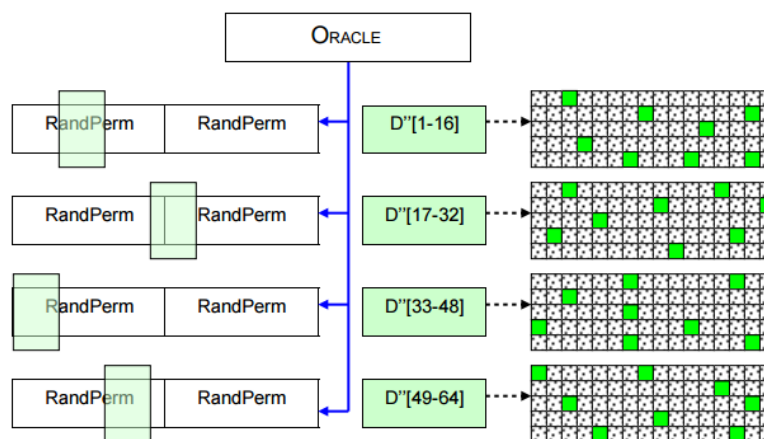 ORACLE
RandPerm RandPerm D''[1-16]
RandPerm RandPerm D''[17-32]
RandPerm RandPerm D''[33-48]
RandPerm RandPerm D''[49-64]